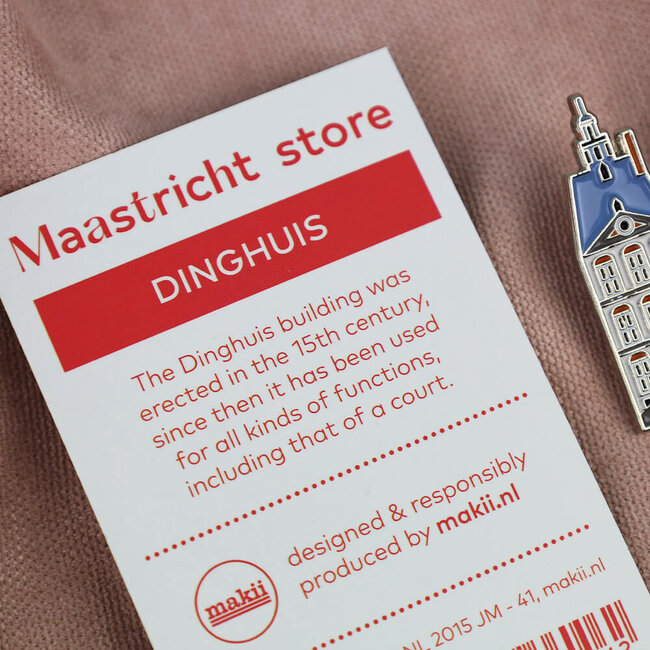 Maastricht store
DINGHUIS
The Dinghuis building was
erected in the 15th century,
since then it has been used
for all kinds of functions,
including that of a court.
designed & responsibly
produced by makii.nl
makii
NL 2015 JM - 41, makii.nl